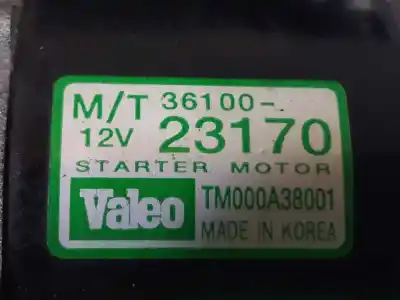 M/T 36100-
12V 23170
STARTER MOTOR
Valeo TM000A38001
MADE IN KOREA